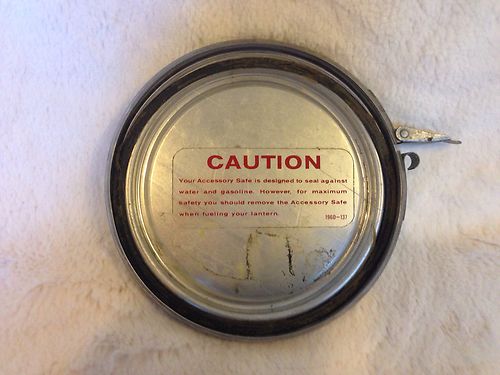 CAUTION
Your Accessory Safe is designed to seal against
water and gasoline. However, for maximum
safety you should remove the Accessory Safe
when fueling your lantern. 1960-137